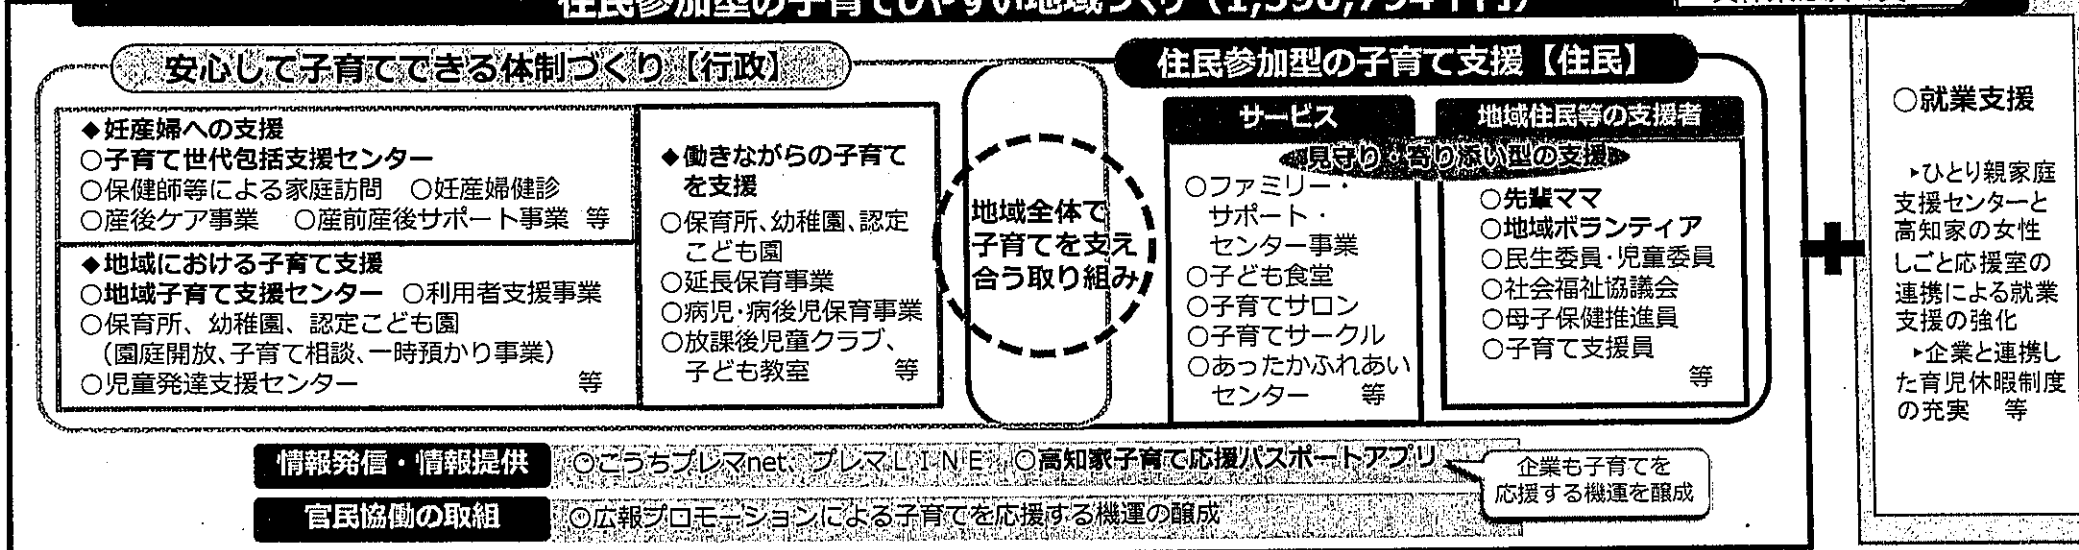 安心して子育てできる体制づくり【行政】
◆妊産婦への支援
○子育て世代包括支援センター
○保健師等による家庭訪問 ○妊産婦健診
○産後ケア事業 ○産前産後サポート事業 等
◆地域における子育て支援
○地域子育て支援センター ○利用者支援事業
○保育所、幼稚園、認定こども園
（園庭開放、子育て相談、一時預かり事業）
○児童発達支援センター 等
◆働きながらの子育て
を支援
○保育所、幼稚園、認定
こども園
○延長保育事業
○病児・病後児保育事業
○放課後児童クラブ、
子ども教室 等
地域全体で
子育てを支え
合う取り組み
住民参加型の子育て支援【住民】
サービス
地域住民等の支援者
見守り・寄り添い型の支援
○ファミリー・
サポート・
センター事業
○子ども食堂
○子育てサロン
○子育てサークル
○あったかふれあい
センター 等
○先輩ママ
○地域ボランティア
○民生委員・児童委員
○社会福祉協議会
○母子保健推進員
○子育て支援員
等
情報発信・情報提供
○こうちプレマnet、プレマLINE ○高知家子育て応援パスポートアプリ
企業も子育てを
応援する機運を醸成
官民協働の取組
○広報プロモーションによる子育てを応援する機運の醸成
○就業支援
▶ひとり親家庭
支援センターと
高知家の女性
しごと応援室の
連携による就業
支援の強化
▶企業と連携し
た育児休暇制度
の充実 等